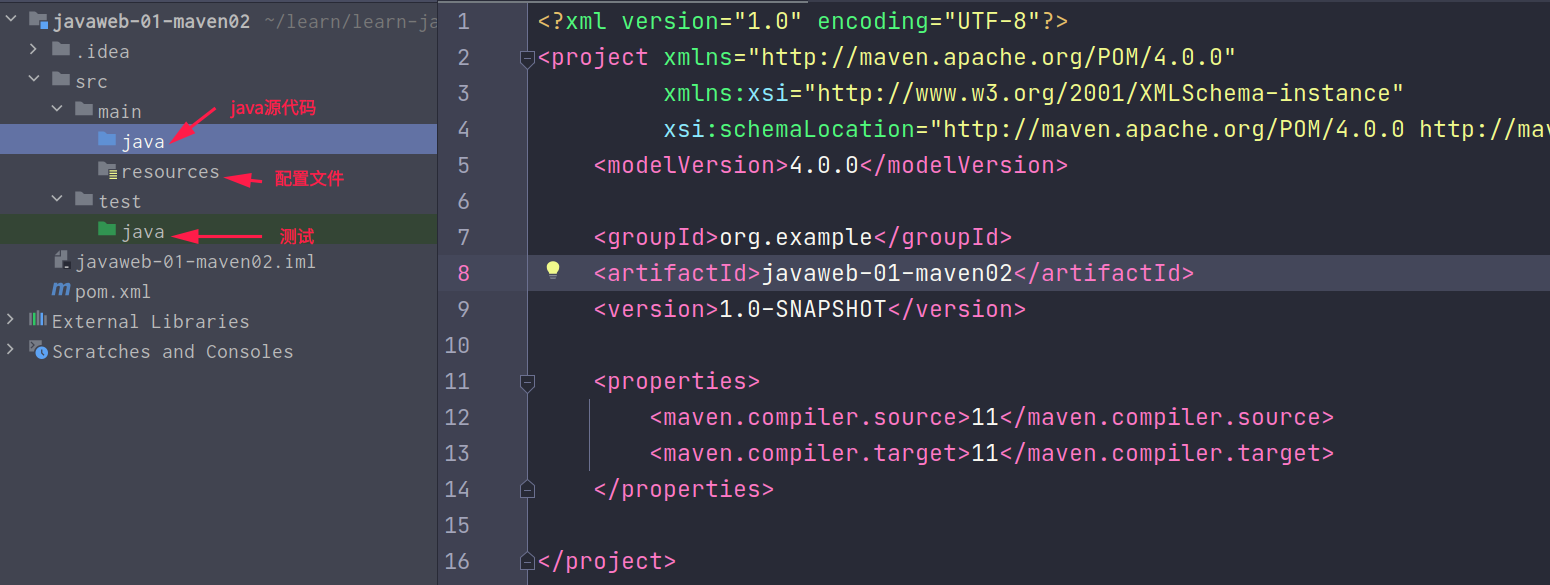 javaweb-01-maven02 ~/learn/learn-ja
.idea
src
main
java源代码
java
resources
配置文件
test
java
测试
javaweb-01-maven02.iml
pom.xml
External Libraries
Scratches and Consoles
1 <?xml version="1.0" encoding="UTF-8"?>
2 <project xmlns="http://maven.apache.org/POM/4.0.0"
3 xmlns:xsi="http://www.w3.org/2001/XMLSchema-instance"
4 xsi:schemaLocation="http://maven.apache.org/POM/4.0.0 http://mav
5 <modelVersion>4.0.0</modelVersion>
6
7 <groupId>org.example</groupId>
8 <artifactId>javaweb-01-maven02</artifactId>
9 <version>1.0-SNAPSHOT</version>
10
11 <properties>
12 <maven.compiler.source>11</maven.compiler.source>
13 <maven.compiler.target>11</maven.compiler.target>
14 </properties>
15
16 </project>